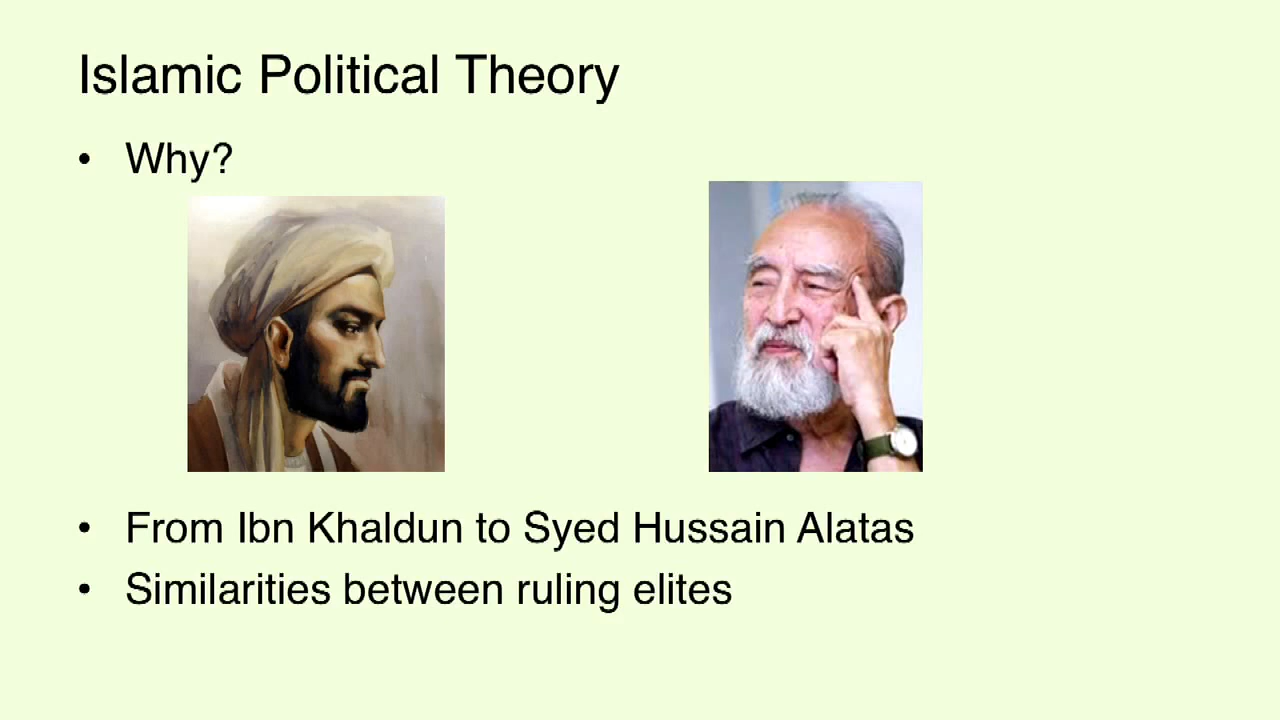 Islamic Political Theory
• Why?
• From Ibn Khaldun to Syed Hussain Alatas
• Similarities between ruling elites